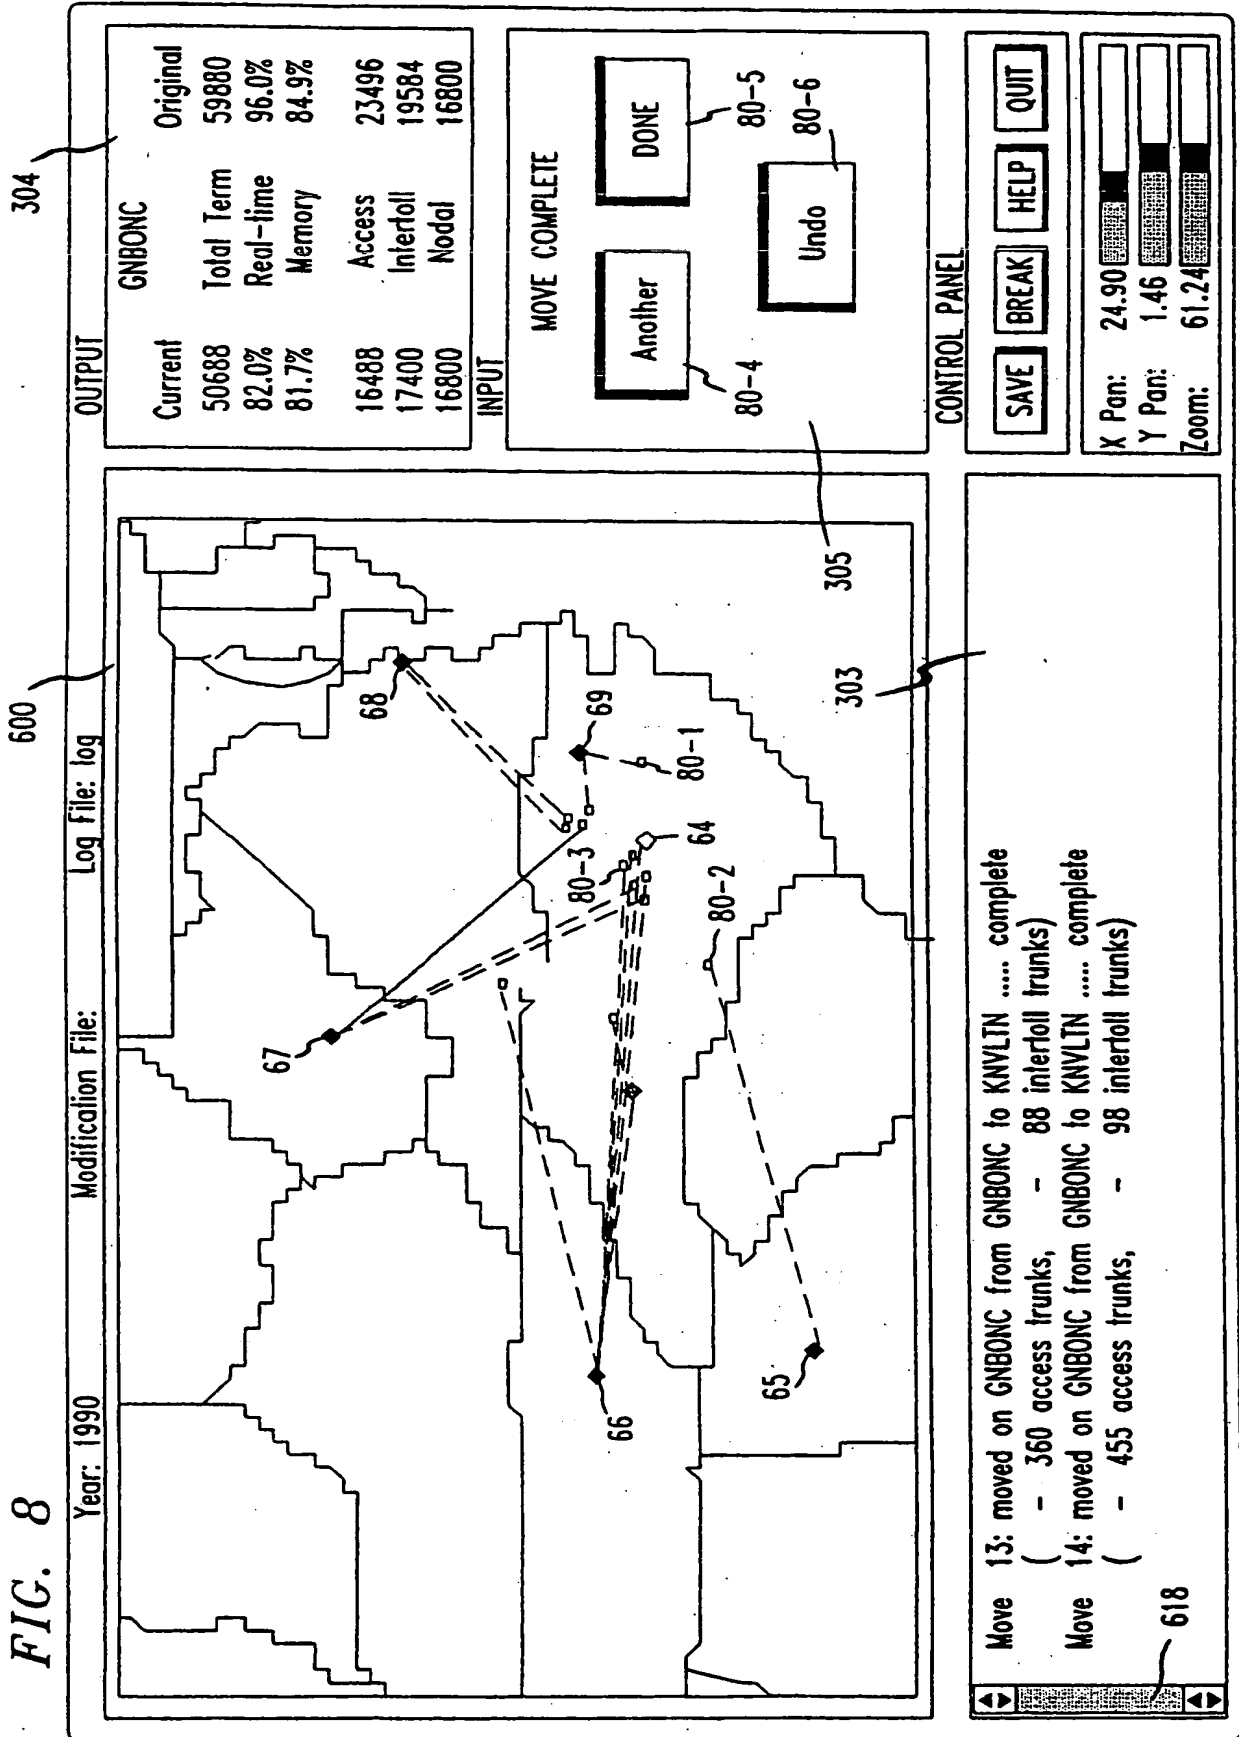 FIG. 8
600
304
Year: 1990 Modification File: Log File: log
OUTPUT
GNBONC
Current Original
50688 Total Term 59880
82.0% Real-time 96.0%
81.7% Memory 84.9%
16488 Access 23496
17400 Intertoll 19584
16800 Nodal 16800
INPUT
MOVE COMPLETE
Another
DONE
Undo
80-4
80-5
80-6
305
67
68
69
66
65
64
80-1
80-2
80-3
303
CONTROL PANEL
SAVE BREAK HELP QUIT
X Pan: 24.90
Y Pan: 1.46
Zoom: 61.24
Move 13: moved on GNBONC from GNBONC to KNVLTN ..... complete
( - 360 access trunks, - 88 intertoll trunks)
Move 14: moved on GNBONC from GNBONC to KNVLTN ..... complete
( - 455 access trunks, - 98 intertoll trunks)
618